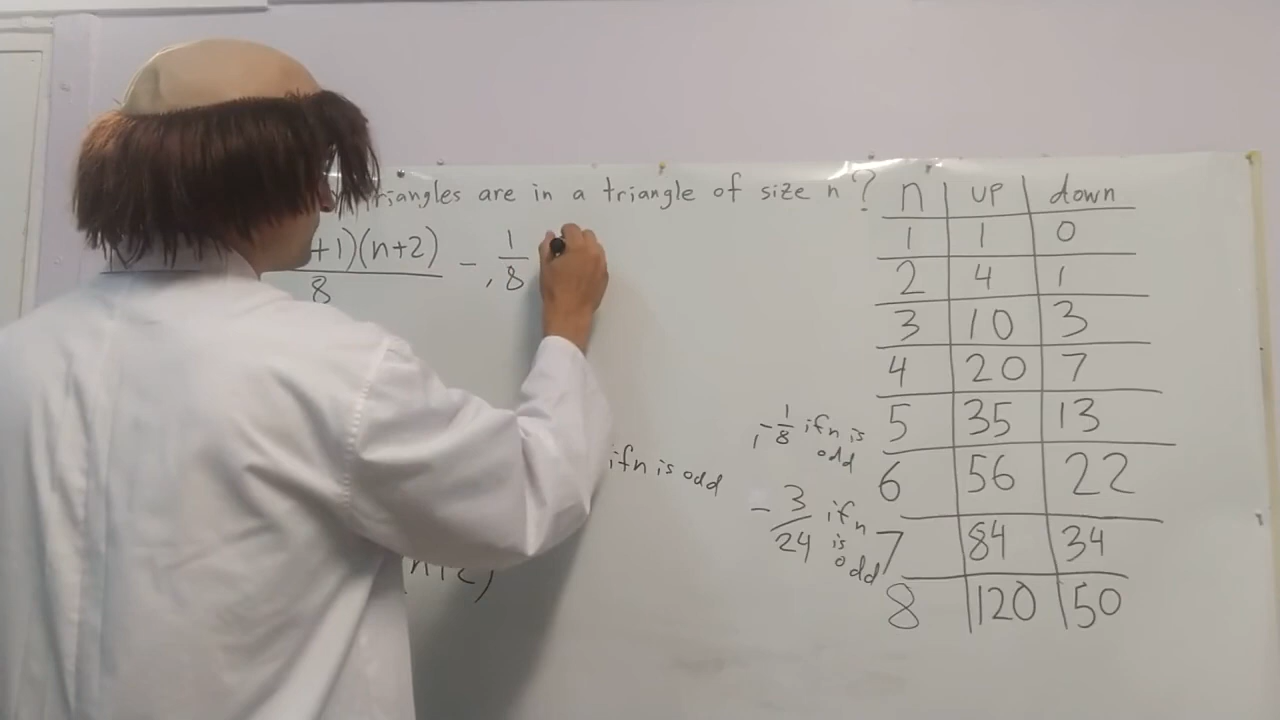 triangles are in a triangle of size n?
+1)(n+2) - , 1/8
8
if n is odd
n+2)
, - 1/8 if n is
odd
- 3/24 if n
is
odd
n | up | down
1 | 1 | 0
2 | 4 | 1
3 | 10 | 3
4 | 20 | 7
5 | 35 | 13
6 | 56 | 22
7 | 84 | 34
8 | 120 | 50